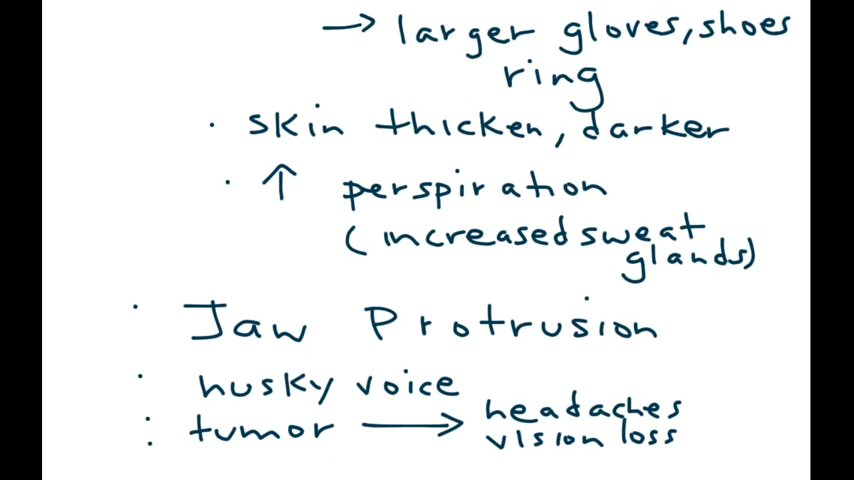 → larger gloves, shoes
ring
· skin thicken, darker
· ↑ perspiration
(increased sweat
glands)
· Jaw Protrusion
· husky voice
· tumor → headaches
vision loss
·